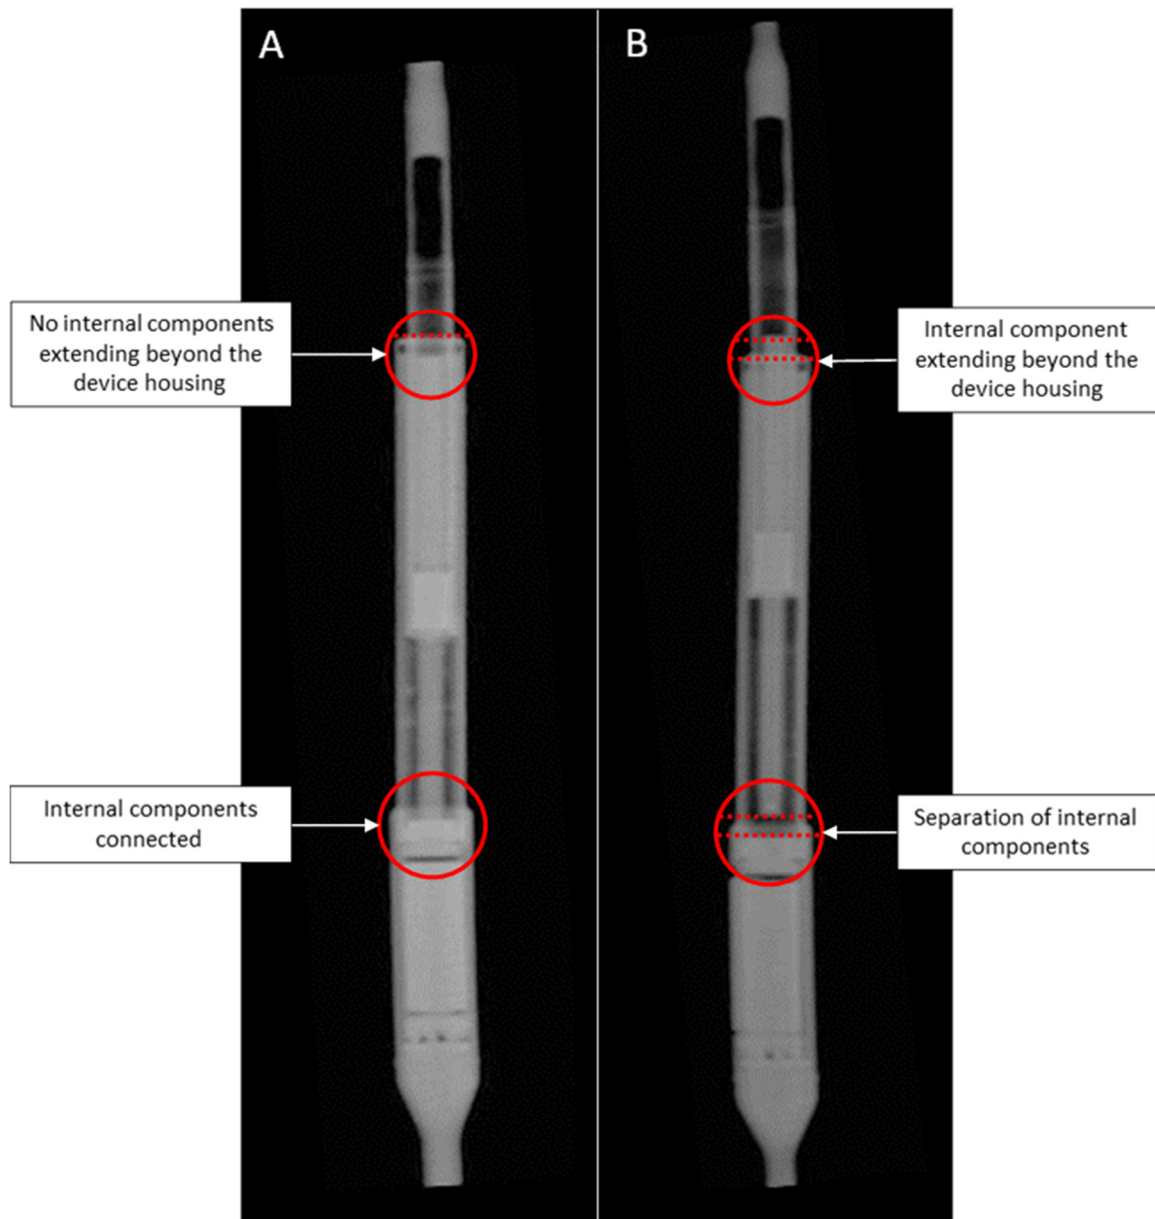 A
B
No internal components
extending beyond the
device housing
Internal component
extending beyond the
device housing
Internal components
connected
Separation of internal
components